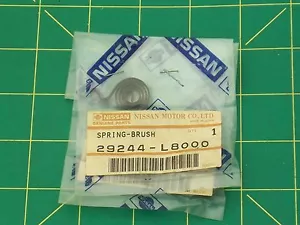 NISSAN
NISSAN
NISSAN
NISSAN MOTOR CO.,LTD
SPRING-BRUSH
1
29244-L8000